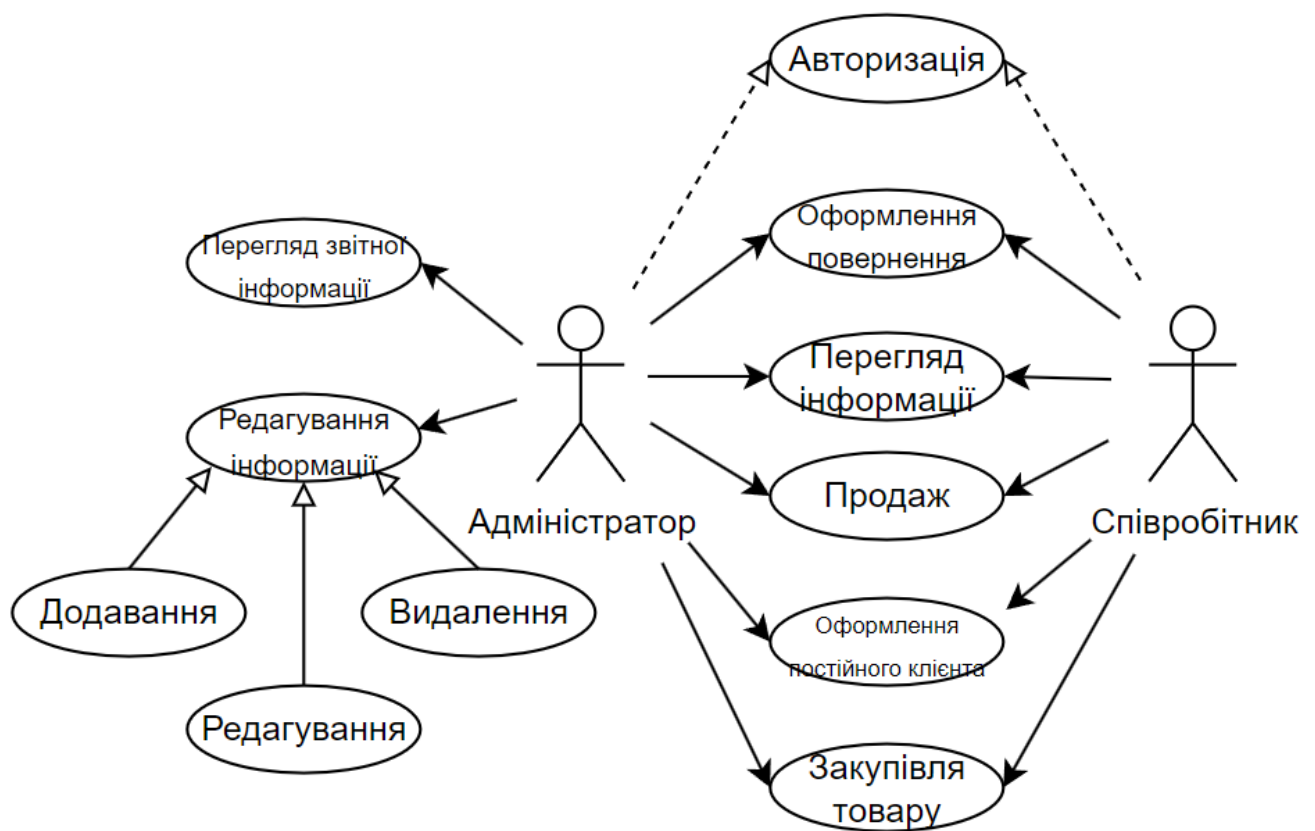 Авторизація
Оформлення
повернення
Перегляд звітної
інформації
Перегляд
інформації
Редагування
інформації
Продаж
Адміністратор
Співробітник
Додавання
Видалення
Оформлення
постійного клієнта
Редагування
Закупівля
товару